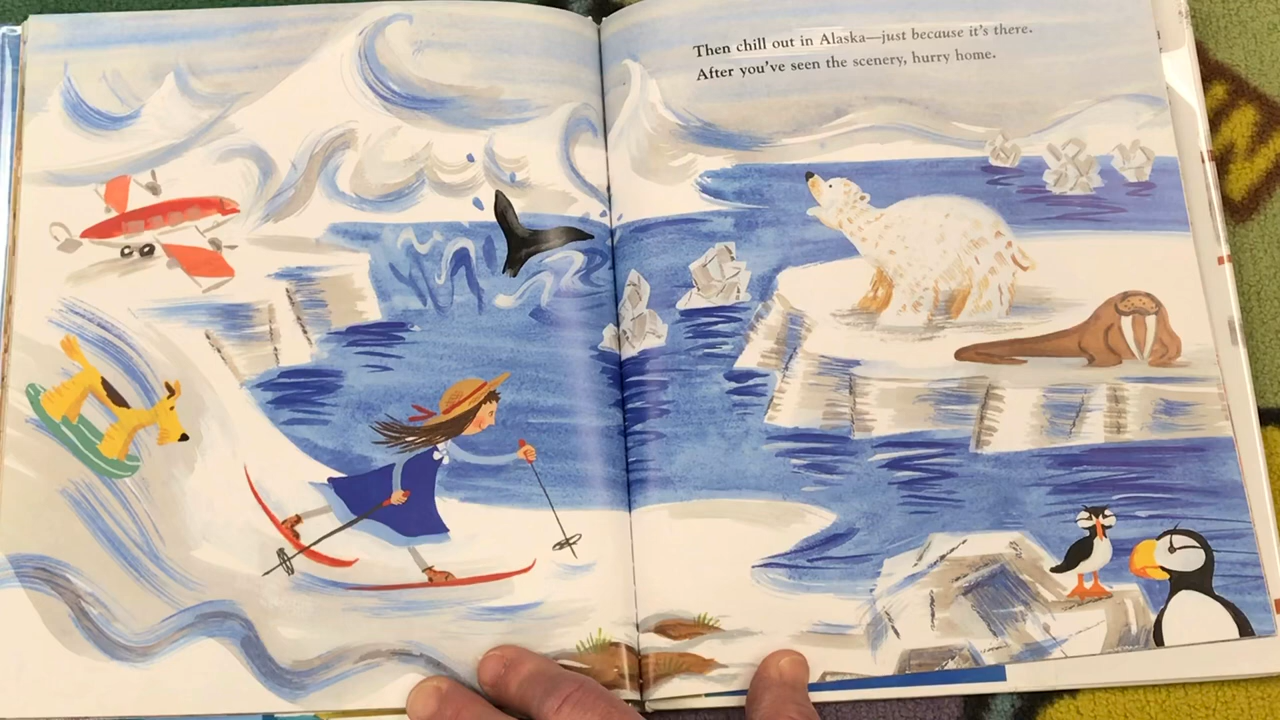 Then chill out in Alaska—just because it's there.
After you've seen the scenery, hurry home.